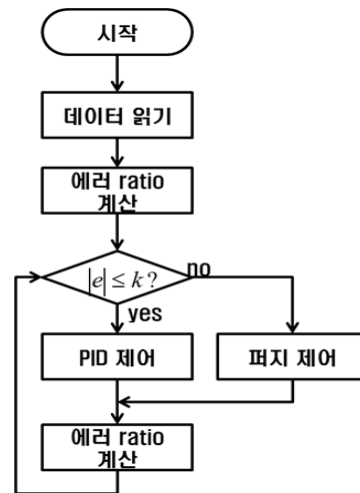 시작
데이터 읽기
에러 ratio
계산
|e| ≤ k ?
no
yes
PID 제어
퍼지 제어
에러 ratio
계산